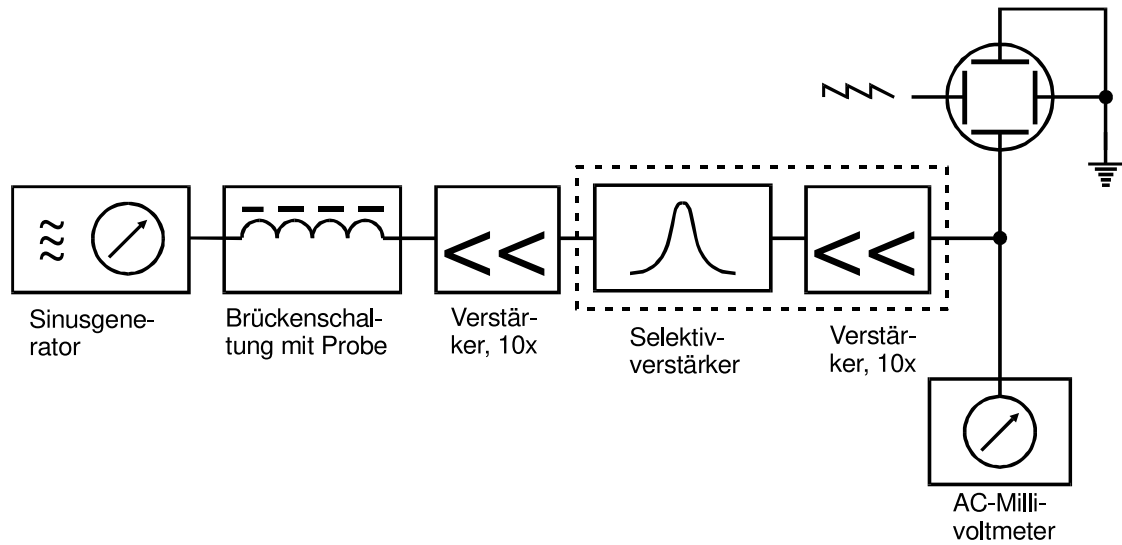 Sinusgene-
rator
Brückenschal-
tung mit Probe
Verstär-
ker, 10x
Selektiv-
verstärker
Verstär-
ker, 10x
AC-Milli-
voltmeter